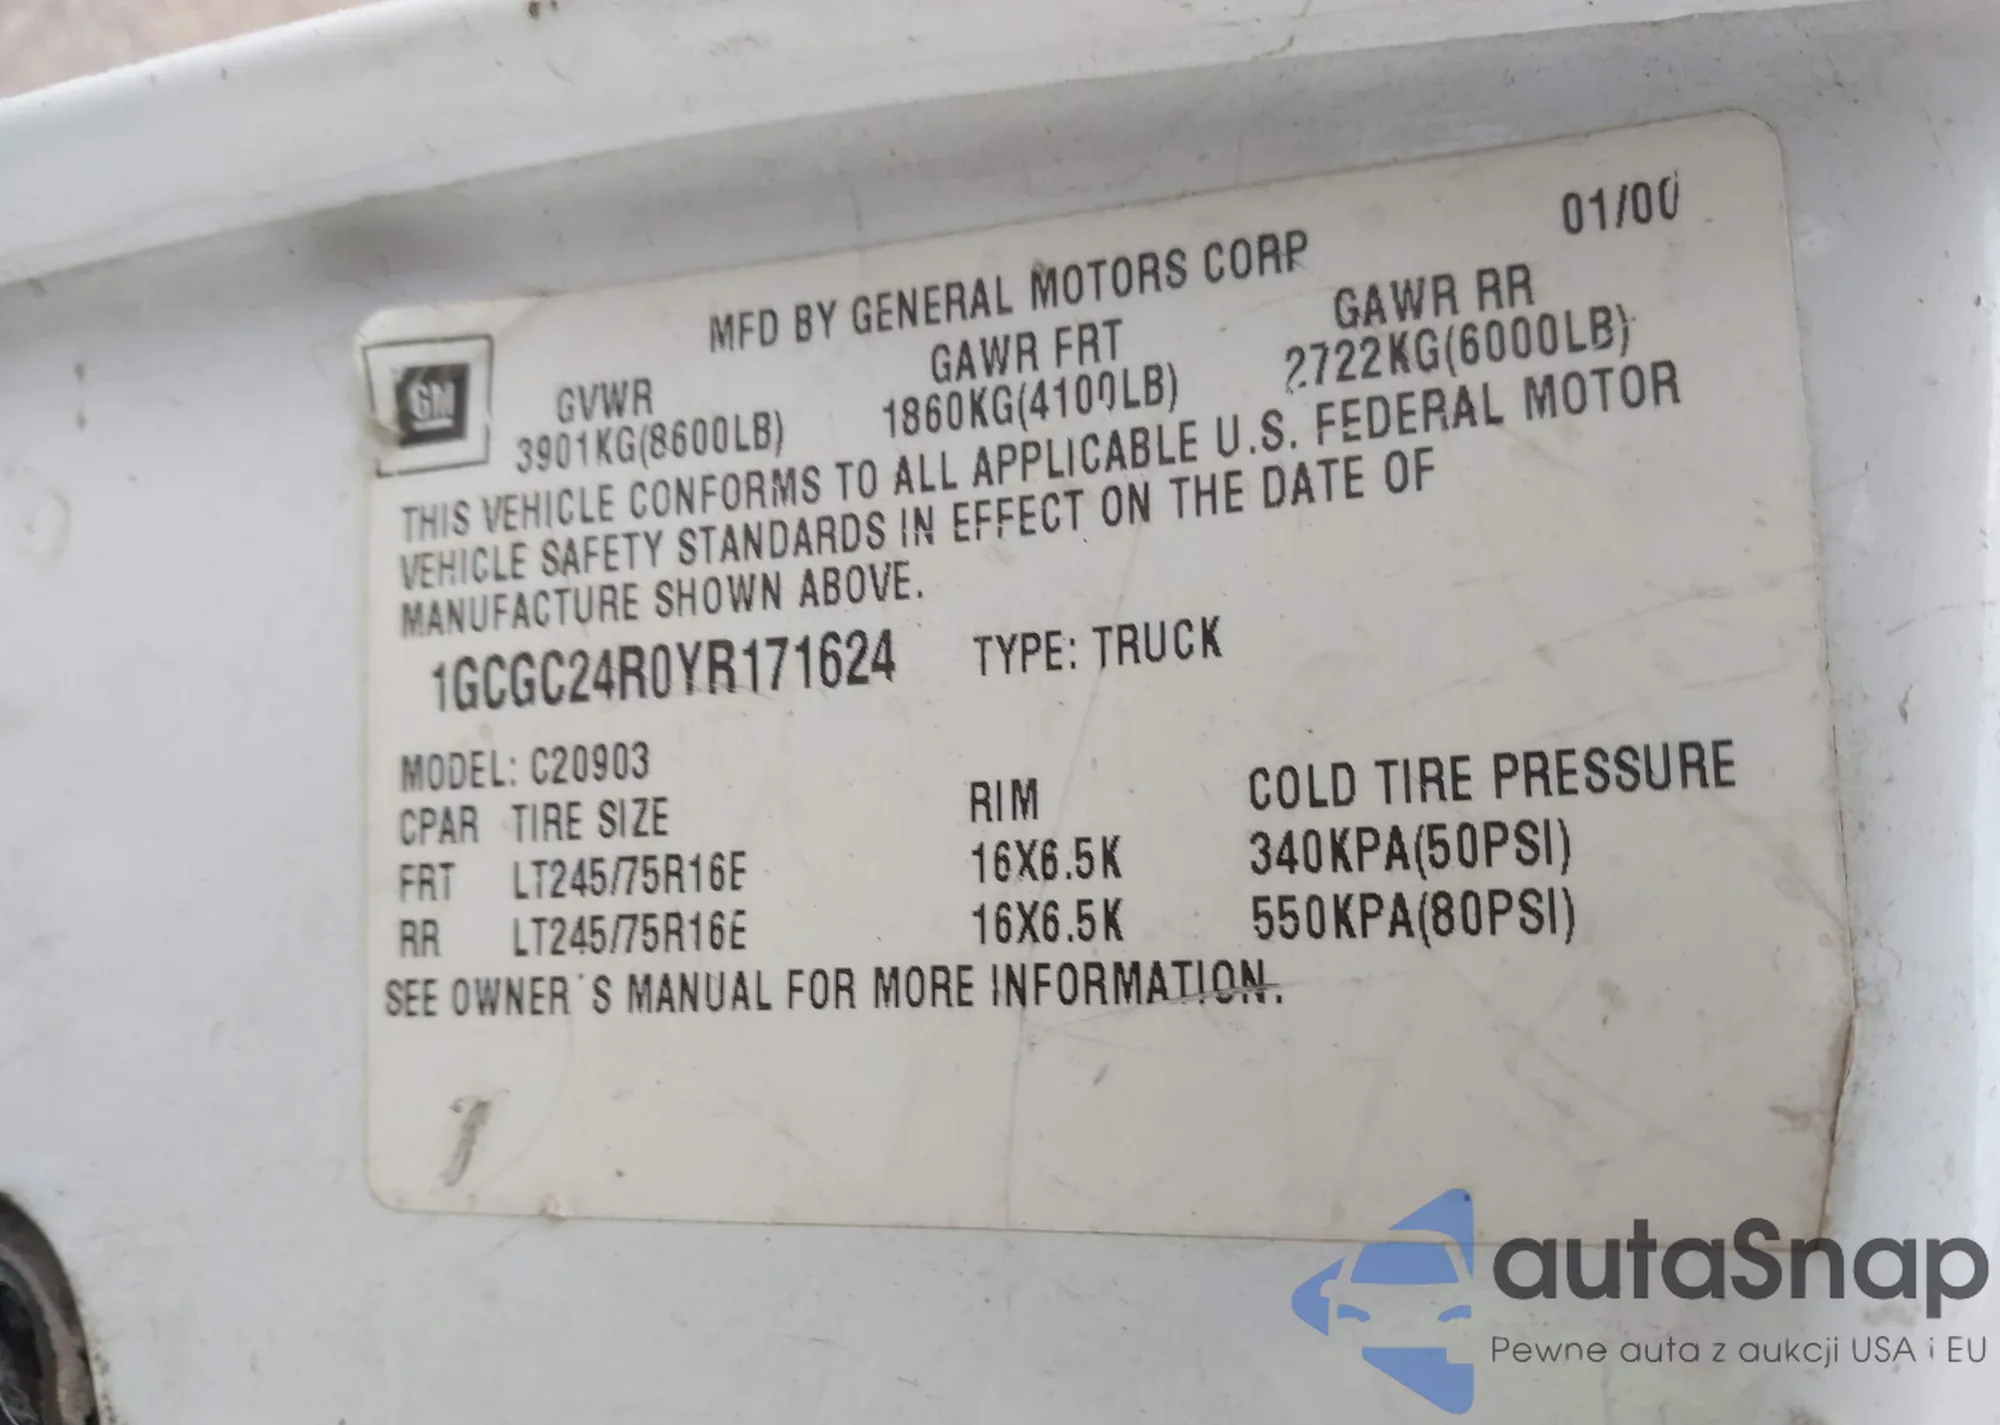 MFD BY GENERAL MOTORS CORP 01/00
GM
GVWR GAWR FRT GAWR RR
3901KG(8600LB) 1860KG(4100LB) 2722KG(6000LB)
THIS VEHICLE CONFORMS TO ALL APPLICABLE U.S. FEDERAL MOTOR
VEHICLE SAFETY STANDARDS IN EFFECT ON THE DATE OF
MANUFACTURE SHOWN ABOVE.
1GCGC24R0YR171624 TYPE: TRUCK
MODEL: C20903
CPAR TIRE SIZE RIM COLD TIRE PRESSURE
FRT LT245/75R16E 16X6.5K 340KPA(50PSI)
RR LT245/75R16E 16X6.5K 550KPA(80PSI)
SEE OWNER'S MANUAL FOR MORE INFORMATION.
autaSnap
Pewne auta z aukcji USA i EU